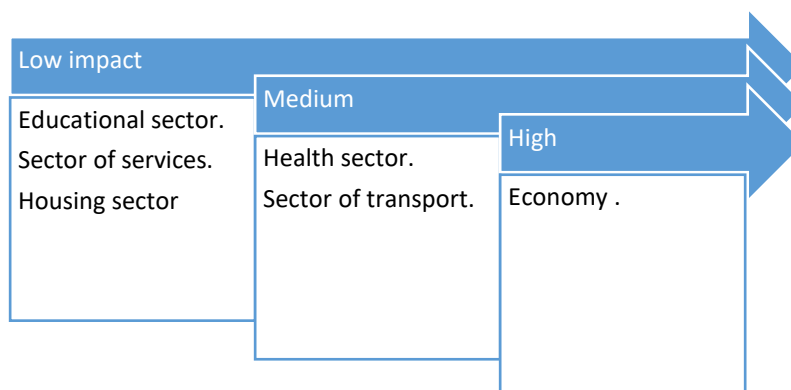 Low impact
Educational sector.
Sector of services.
Housing sector
Medium
Health sector.
Sector of transport.
High
Economy .